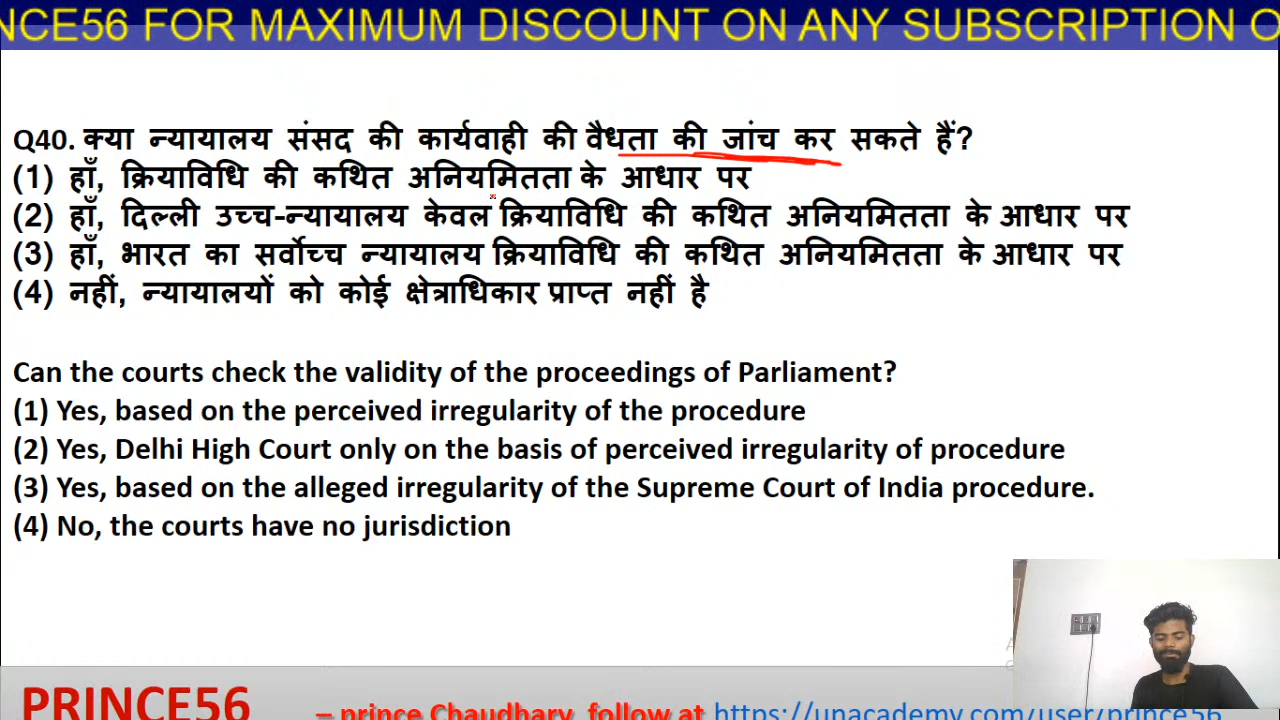 NCE56 FOR MAXIMUM DISCOUNT ON ANY SUBSCRIPTION O
Q40. क्या न्यायालय संसद की कार्यवाही की वैधता की जांच कर सकते हैं?
(1) हाँ, क्रियाविधि की कथित अनियमितता के आधार पर
(2) हाँ, दिल्ली उच्च-न्यायालय केवल क्रियाविधि की कथित अनियमितता के आधार पर
(3) हाँ, भारत का सर्वोच्च न्यायालय क्रियाविधि की कथित अनियमितता के आधार पर
(4) नहीं, न्यायालयों को कोई क्षेत्राधिकार प्राप्त नहीं है
Can the courts check the validity of the proceedings of Parliament?
(1) Yes, based on the perceived irregularity of the procedure
(2) Yes, Delhi High Court only on the basis of perceived irregularity of procedure
(3) Yes, based on the alleged irregularity of the Supreme Court of India procedure.
(4) No, the courts have no jurisdiction
PRINCE56 – prince Chaudhary, follow at https://unacademy.com/user/prince56